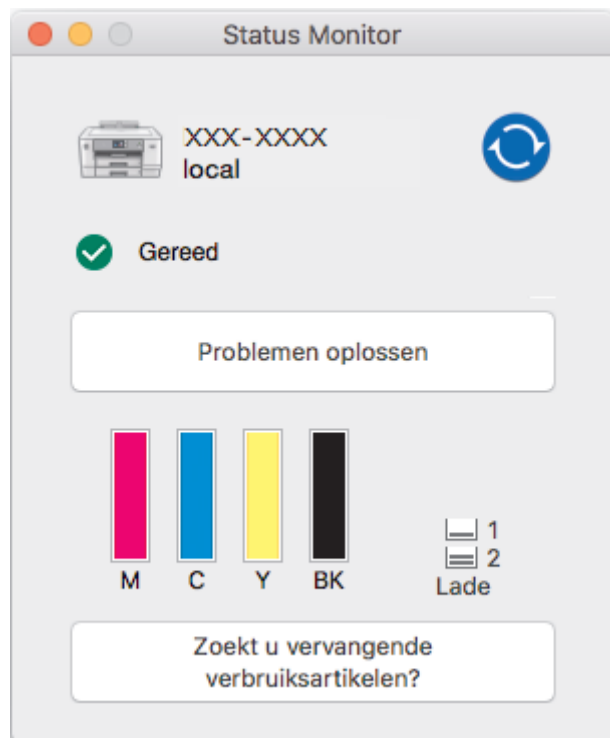 Status Monitor
XXX-XXXX
local
Gereed
Problemen oplossen
M C Y BK
1
2
Lade
Zoekt u vervangende
verbruiksartikelen?